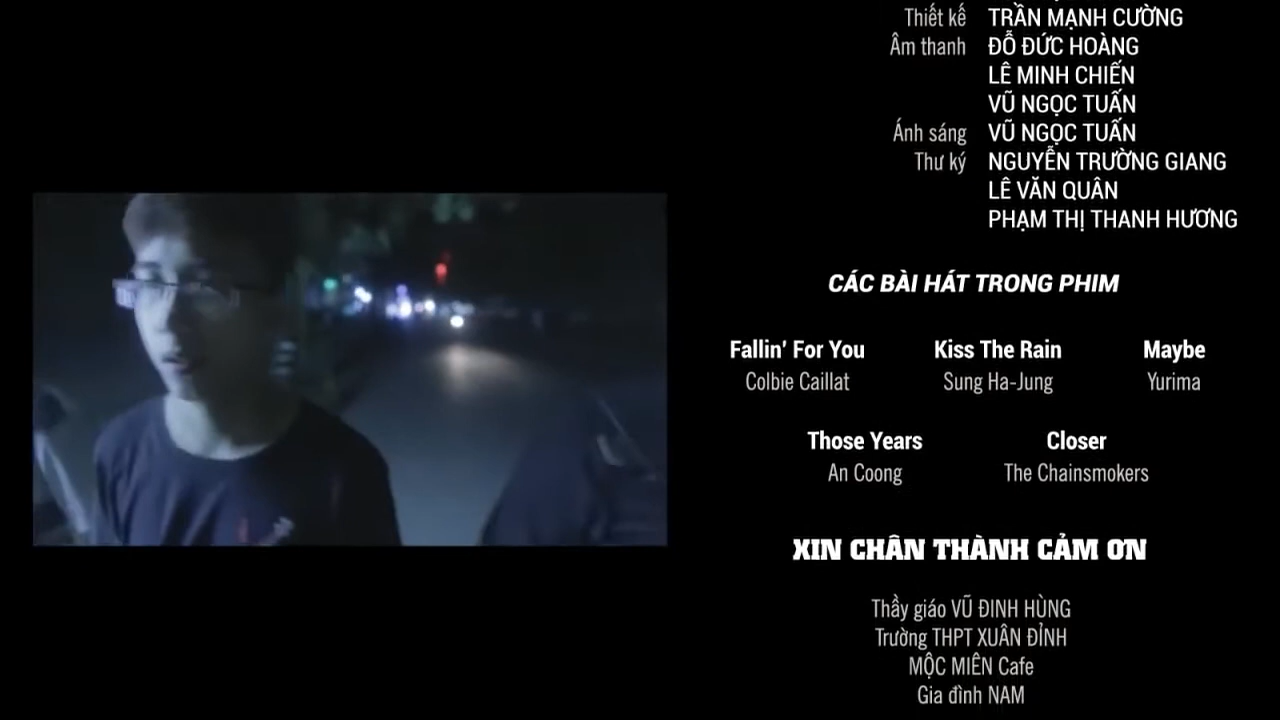 Thiết kế TRẦN MẠNH CƯỜNG
Âm thanh ĐỖ ĐỨC HOÀNG
LÊ MINH CHIẾN
VŨ NGỌC TUẤN
Ánh sáng VŨ NGỌC TUẤN
Thư ký NGUYỄN TRƯỜNG GIANG
LÊ VĂN QUÂN
PHẠM THỊ THANH HƯƠNG
CÁC BÀI HÁT TRONG PHIM
Fallin' For You Kiss The Rain Maybe
Colbie Caillat Sung Ha-Jung Yurima
Those Years Closer
An Coong The Chainsmokers
XIN CHÂN THÀNH CẢM ƠN
Thầy giáo VŨ ĐINH HÙNG
Trường THPT XUÂN ĐỈNH
MỘC MIÊN Cafe
Gia đình NAM